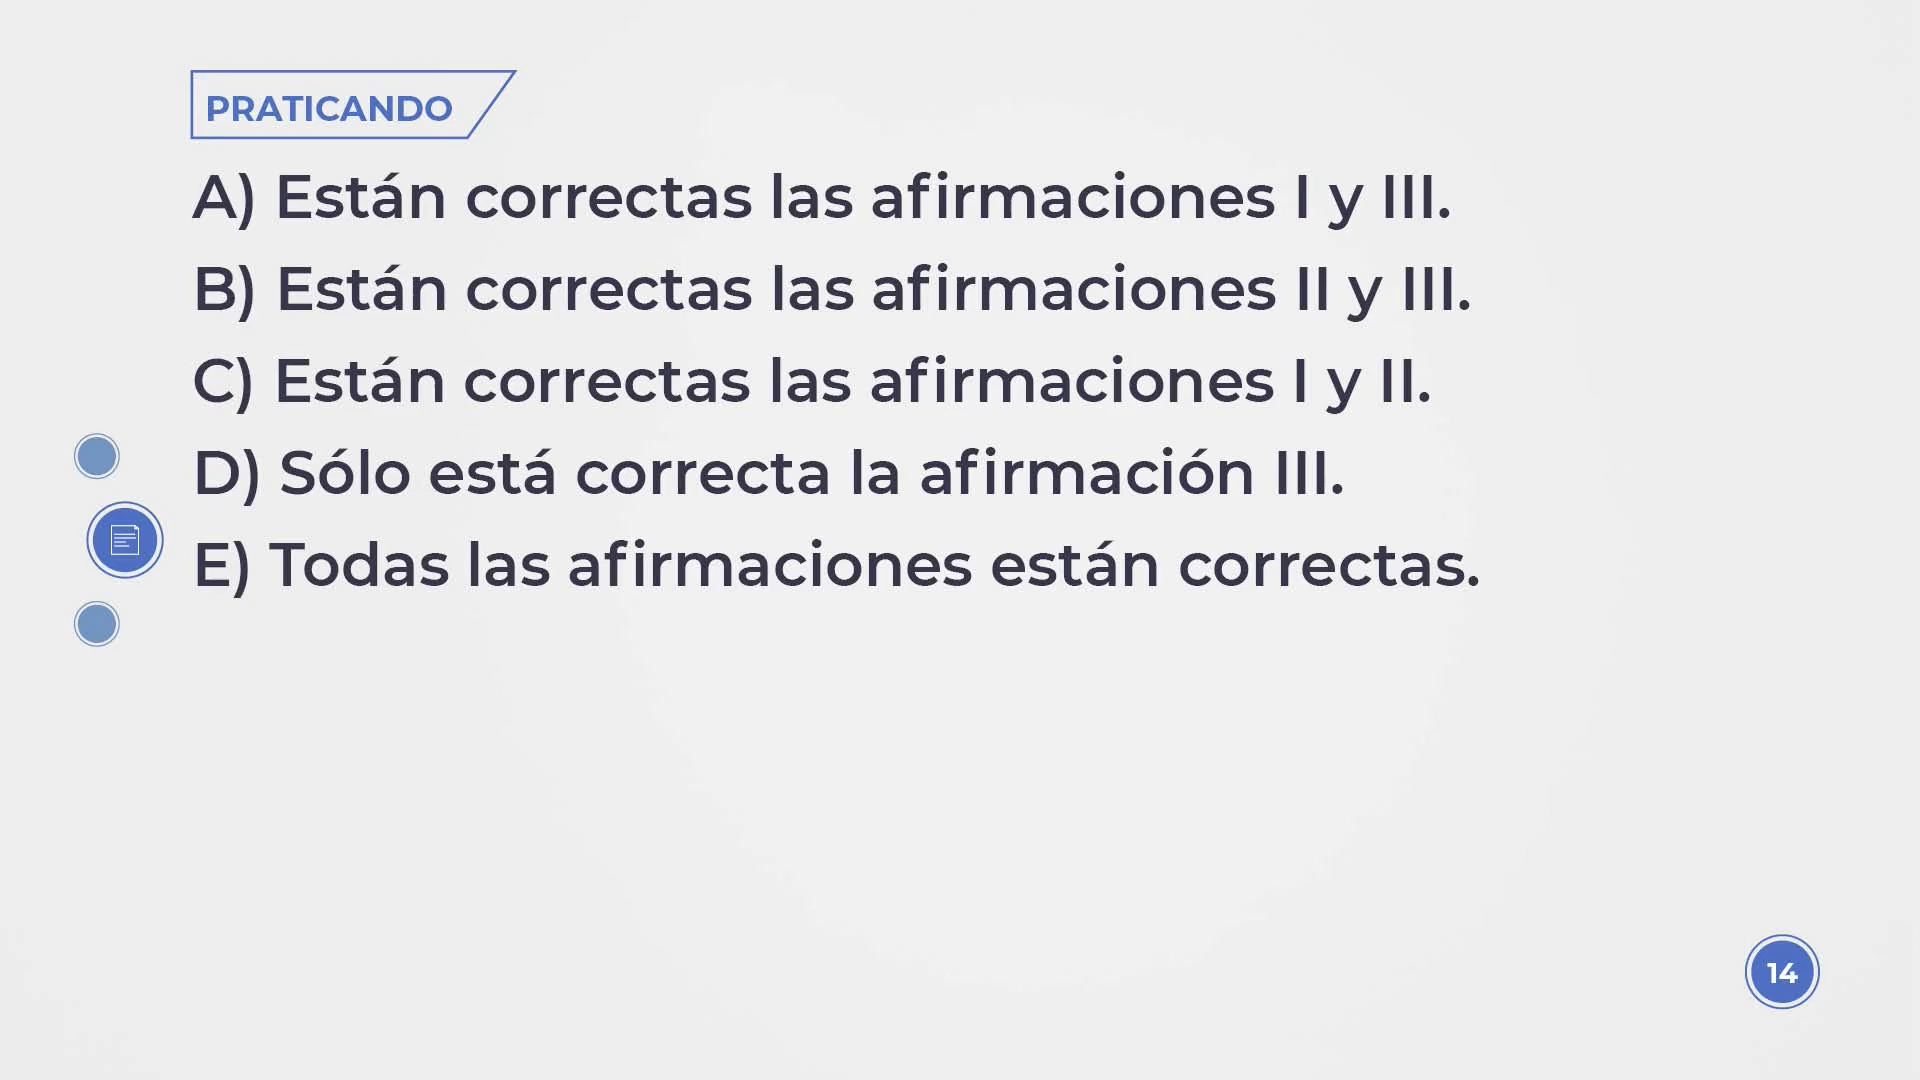 PRATICANDO
A) Están correctas las afirmaciones I y III.
B) Están correctas las afirmaciones II y III.
C) Están correctas las afirmaciones I y II.
D) Sólo está correcta la afirmación III.
E) Todas las afirmaciones están correctas.
14